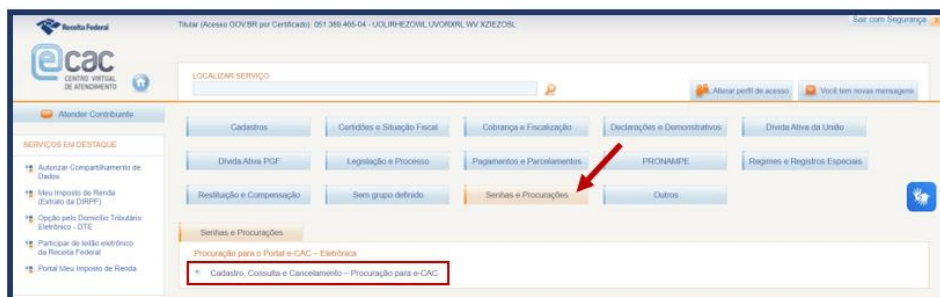 Receita Federal
Titular (Acesso GOV.BR por Certificado): 051.369.465-04 - UOLIRHEZOWL UVORXRL WV XZIEZOSL
Sair com Segurança
ecac
CENTRO VIRTUAL
DE ATENDIMENTO
LOCALIZAR SERVIÇO
Alterar perfil de acesso
Você tem novas mensagens
Atender Contribuinte
SERVIÇOS EM DESTAQUE
Autorizar Compartilhamento de
Dados
Meu Imposto de Renda
(Extrato da DIRPF)
Opção pelo Domicílio Tributário
Eletrônico - DTE
Participar de leilão eletrônico
da Receita Federal
Portal Meu Imposto de Renda
Cadastros
Certidões e Situação Fiscal
Cobrança e Fiscalização
Declarações e Demonstrativos
Dívida Ativa da União
Dívida Ativa PGF
Legislação e Processo
Pagamentos e Parcelamentos
PRONAMPE
Regimes e Registros Especiais
Restituição e Compensação
Sem grupo definido
Senhas e Procurações
Outros
Senhas e Procurações
Procuração para o Portal e-CAC – Eletrônica
Cadastro, Consulta e Cancelamento – Procuração para e-CAC